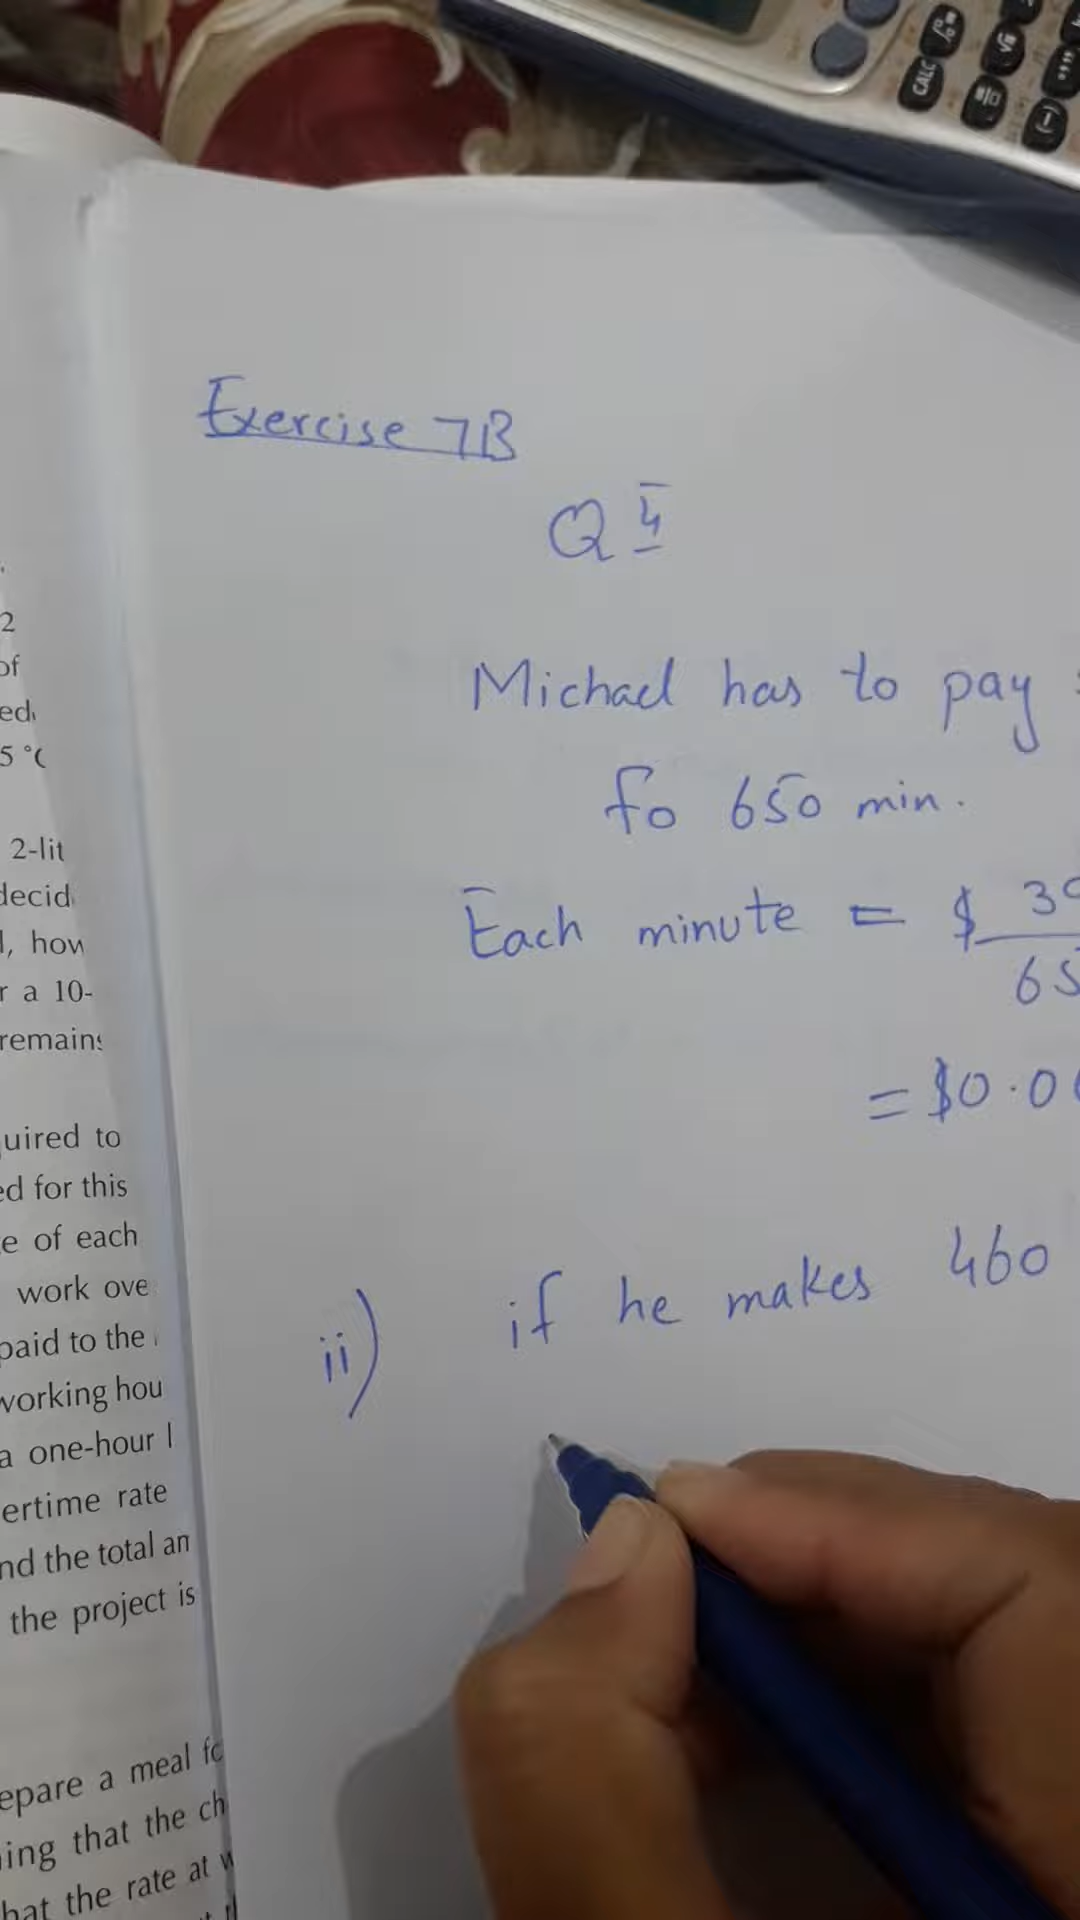 Exercise 7B
Q 4
Michael has to pay
fo 650 min.
Each minute = $
= $0.0
ii) if he makes 460
2
of
5 °C
2-lit
decid
, how
r a 10-
remains
quired to
ed for this
e of each
work ove
paid to the
working hou
a one-hour l
ertime rate
nd the total an
the project is
epare a meal fo
ing that the ch
hat the rate at w
CALC